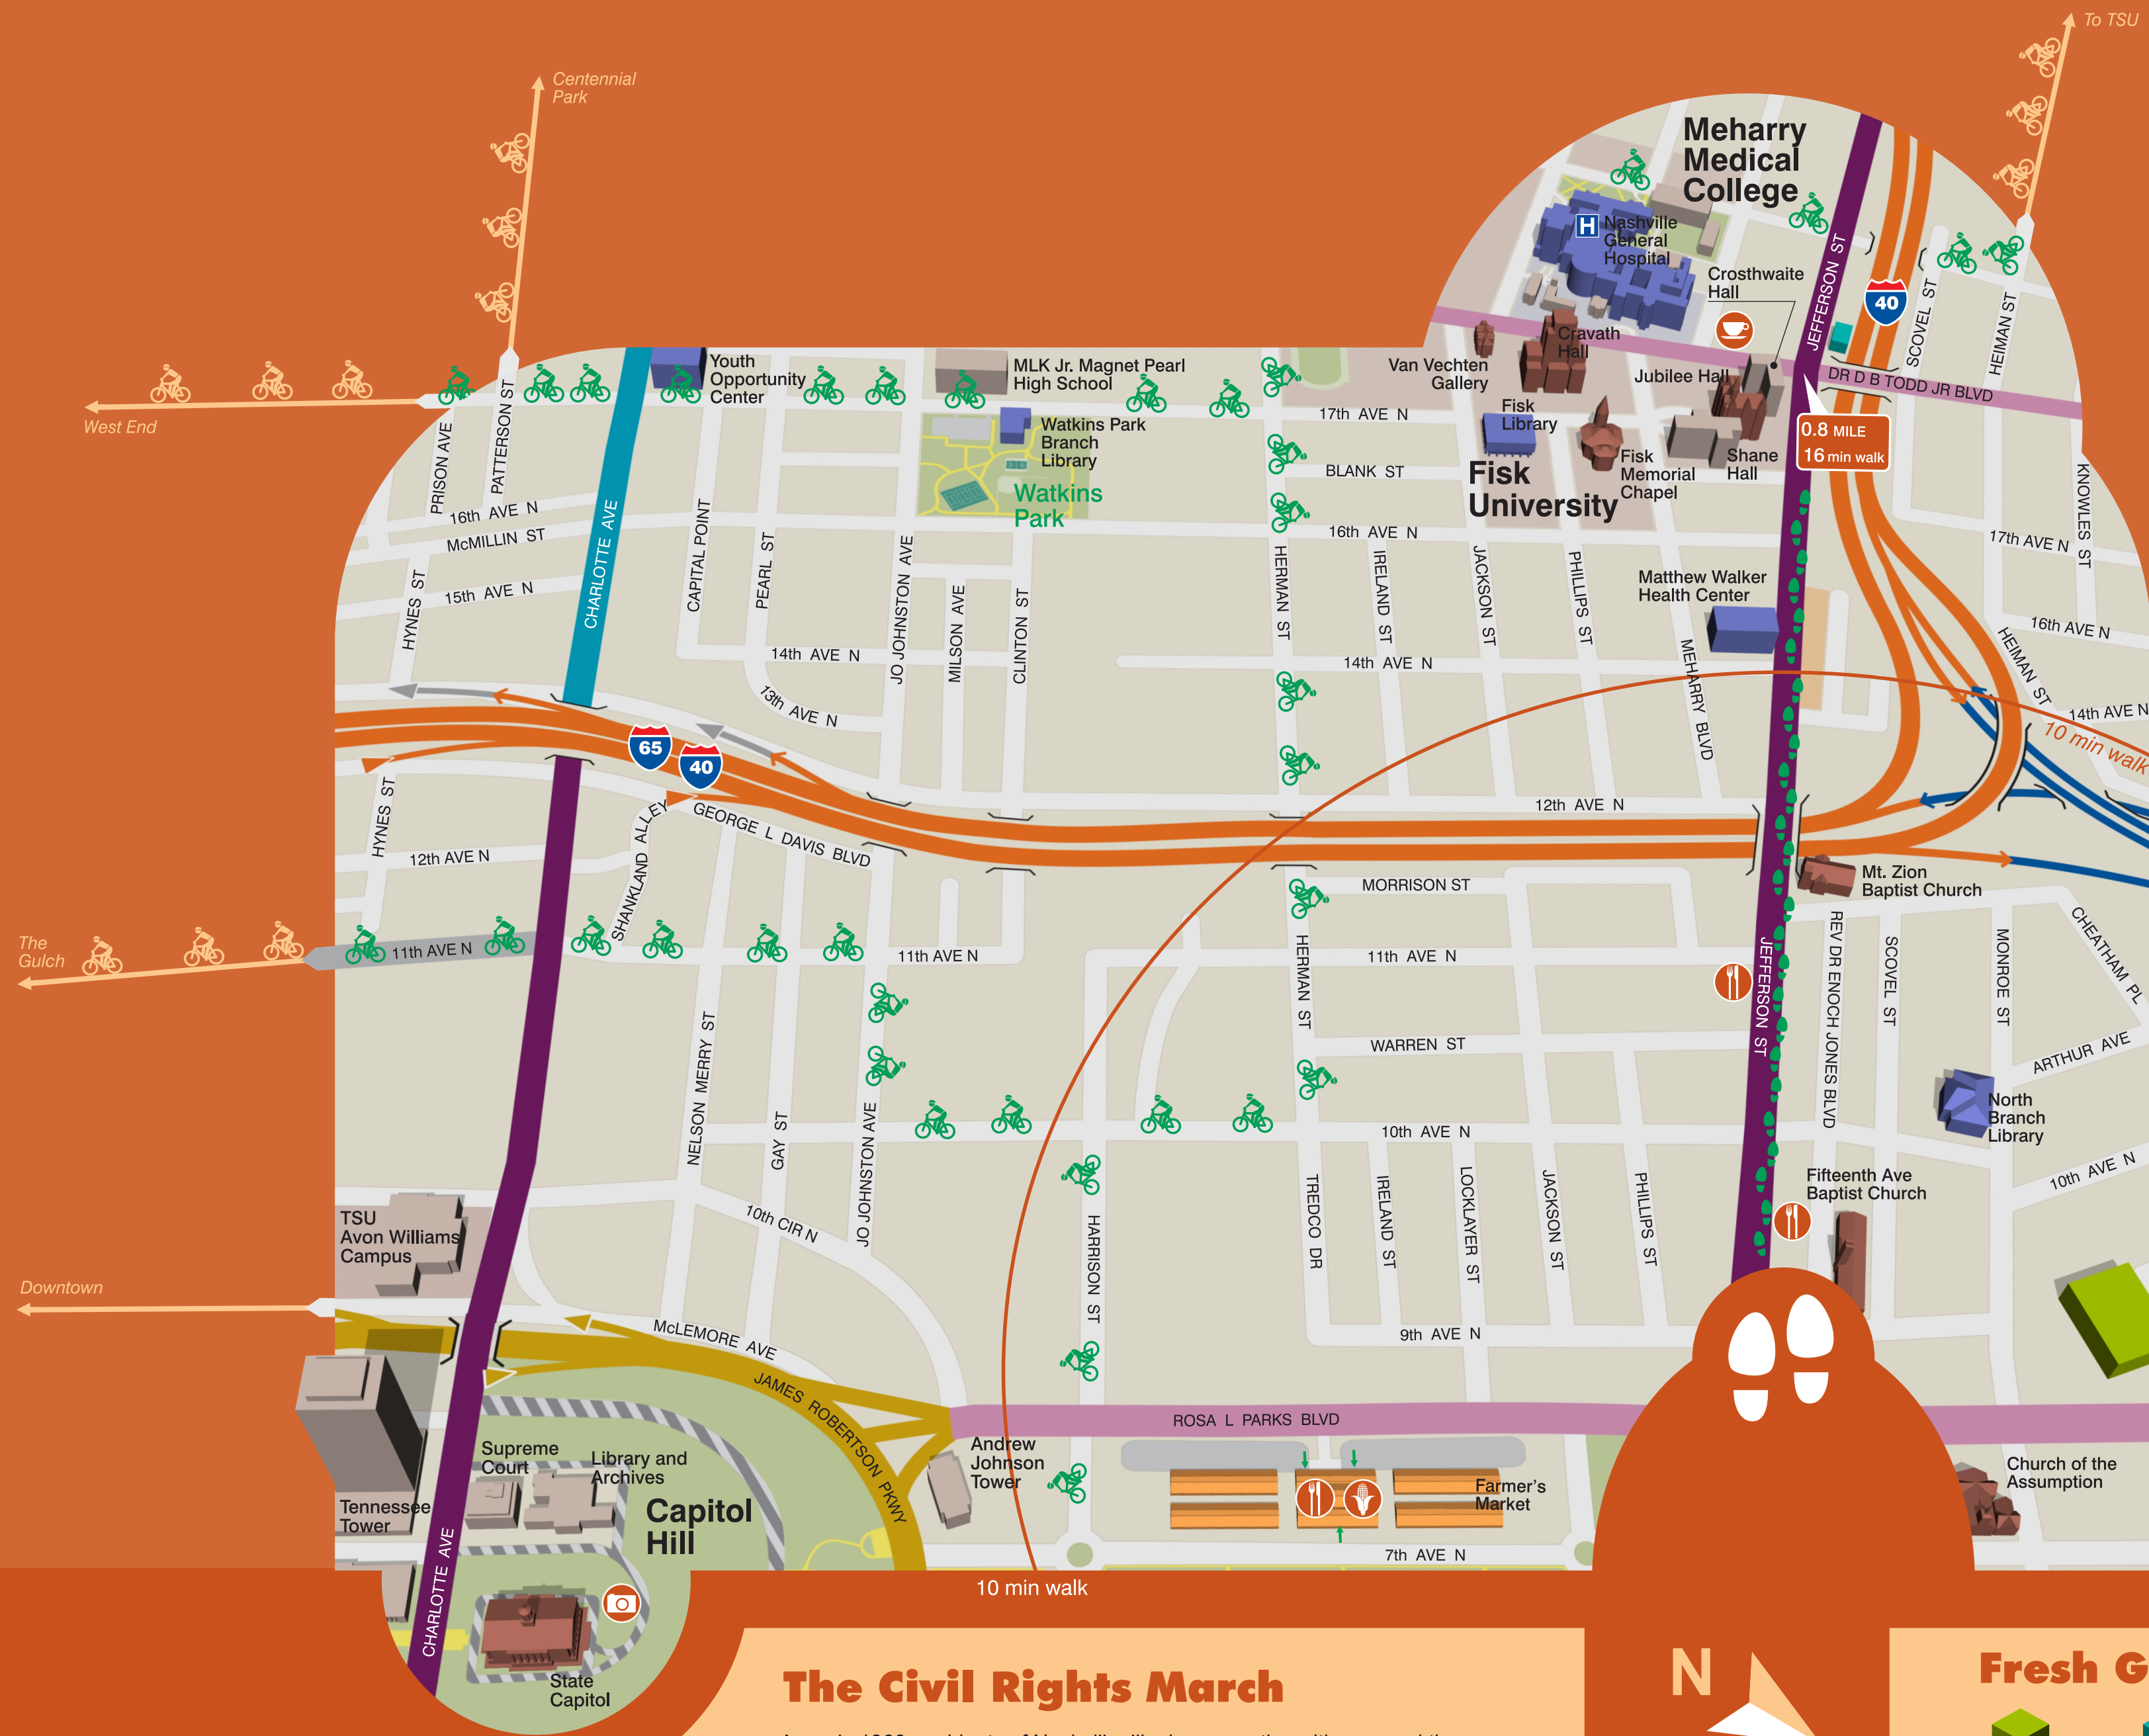 To TSU
Centennial
Park
Meharry
Medical
College
H
Nashville
General
Hospital
Crosthwaite
Hall
JEFFERSON ST
40
SCOVEL ST
HEIMAN ST
Cravath
Hall
Van Vechten
Gallery
Jubilee Hall
DR D B TODD JR BLVD
Youth
Opportunity
Center
MLK Jr. Magnet Pearl
High School
West End
17th AVE N
Fisk
Library
Watkins Park
Branch
Library
0.8 MILE
16 min walk
PRISON AVE
PATTERSON ST
BLANK ST
Fisk
University
Fisk
Memorial
Chapel
Shane
Hall
Watkins
Park
KNOWLES ST
16th AVE N
McMILLIN ST
16th AVE N
17th AVE N
CHARLOTTE AVE
CAPITAL POINT
PEARL ST
JO JOHNSTON AVE
MILSON AVE
CLINTON ST
HERMAN ST
IRELAND ST
JACKSON ST
PHILLIPS ST
Matthew Walker
Health Center
15th AVE N
HYNES ST
16th AVE N
HEIMAN ST
14th AVE N
14th AVE N
MEHARRY BLVD
13th AVE N
14th AVE N
10 min walk
65
40
12th AVE N
HYNES ST
SHANKLAND ALLEY
GEORGE L DAVIS BLVD
12th AVE N
Mt. Zion
Baptist Church
MORRISON ST
The
Gulch
11th AVE N
11th AVE N
HERMAN ST
11th AVE N
JEFFERSON ST
REV DR ENOCH JONES BLVD
SCOVEL ST
MONROE ST
CHEATHAM PL
WARREN ST
ARTHUR AVE
NELSON MERRY ST
GAY ST
JO JOHNSTON AVE
North
Branch
Library
10th AVE N
10th AVE N
Fifteenth Ave
Baptist Church
TSU
Avon Williams
Campus
10th CIR N
HARRISON ST
TREDCO DR
IRELAND ST
LOCKLAYER ST
JACKSON ST
PHILLIPS ST
Downtown
McLEMORE AVE
9th AVE N
JAMES ROBERTSON PKWY
ROSA L PARKS BLVD
Supreme
Court
Library and
Archives
Andrew
Johnson
Tower
Farmer's
Market
Church of the
Assumption
Tennessee
Tower
Capitol
Hill
7th AVE N
10 min walk
CHARLOTTE AVE
State
Capitol
The Civil Rights March
N
Fresh G